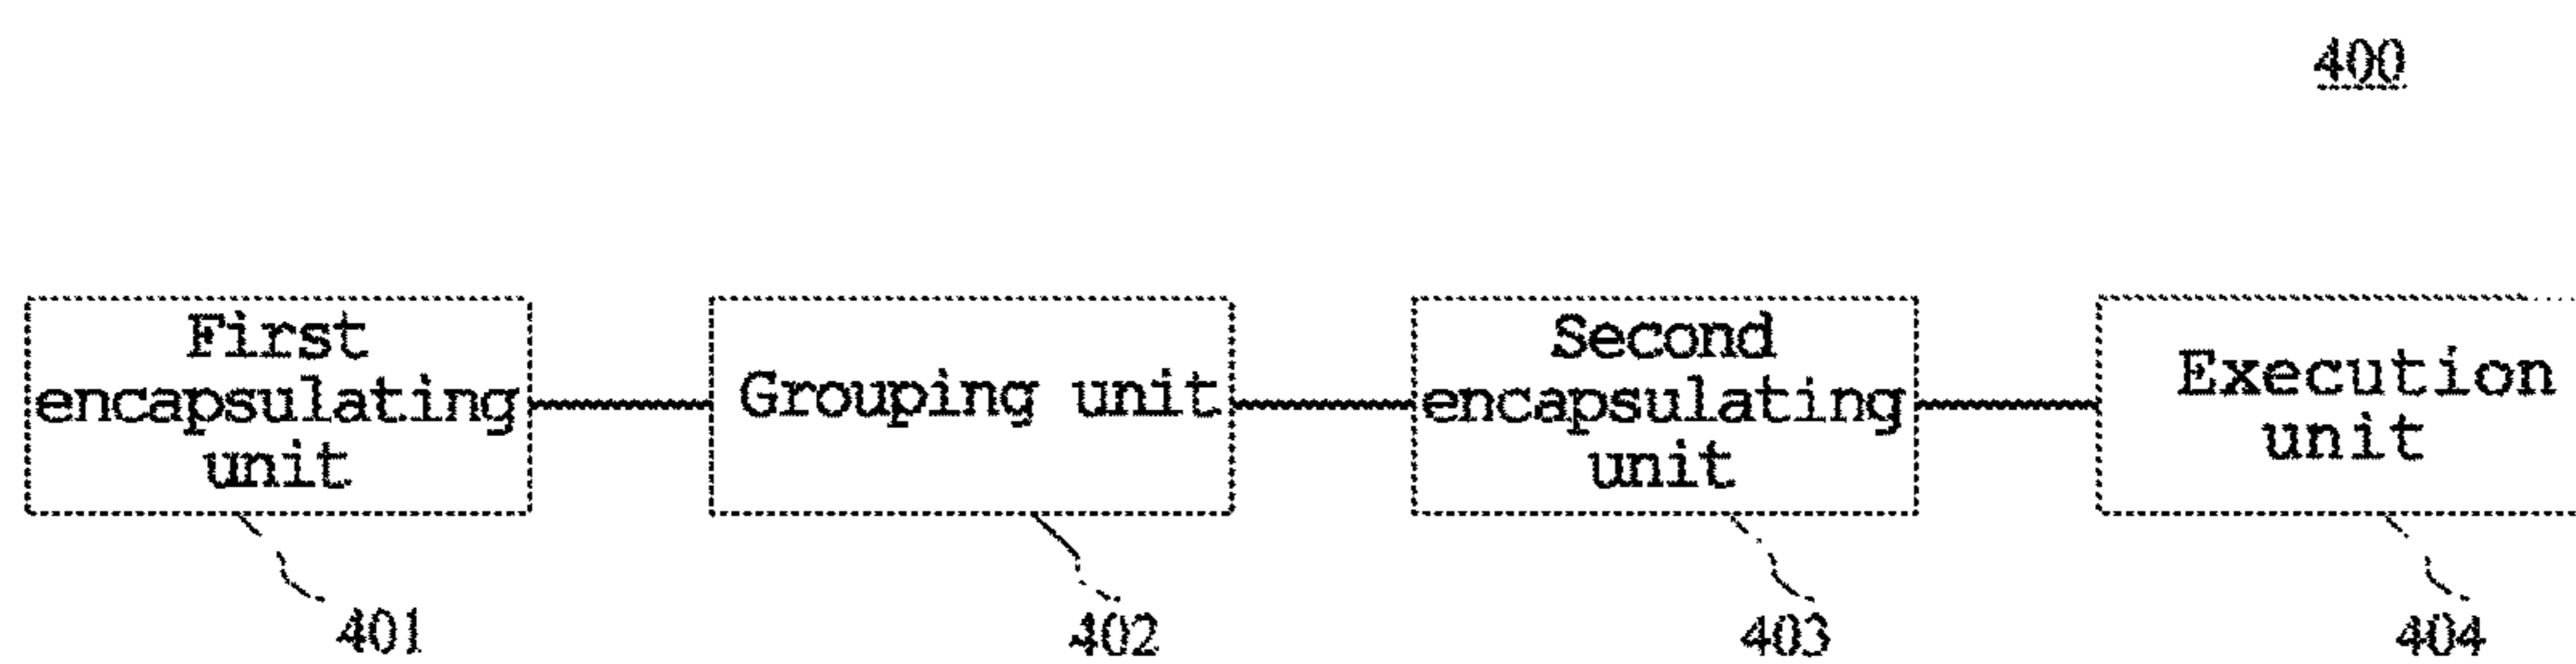 400
First
encapsulating
unit
Grouping unit
Second
encapsulating
unit
Execution
unit
401
402
403
404